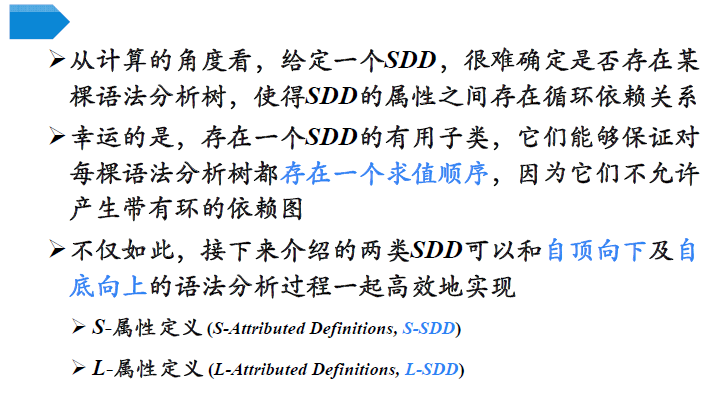 从计算的角度看，给定一个SDD，很难确定是否存在某
棵语法分析树，使得SDD的属性之间存在循环依赖关系
幸运的是，存在一个SDD的有用子类，它们能够保证对
每棵语法分析树都存在一个求值顺序，因为它们不允许
产生带有环的依赖图
不仅如此，接下来介绍的两类SDD可以和自顶向下及自
底向上的语法分析过程一起高效地实现
S-属性定义 (S-Attributed Definitions, S-SDD)
L-属性定义 (L-Attributed Definitions, L-SDD)